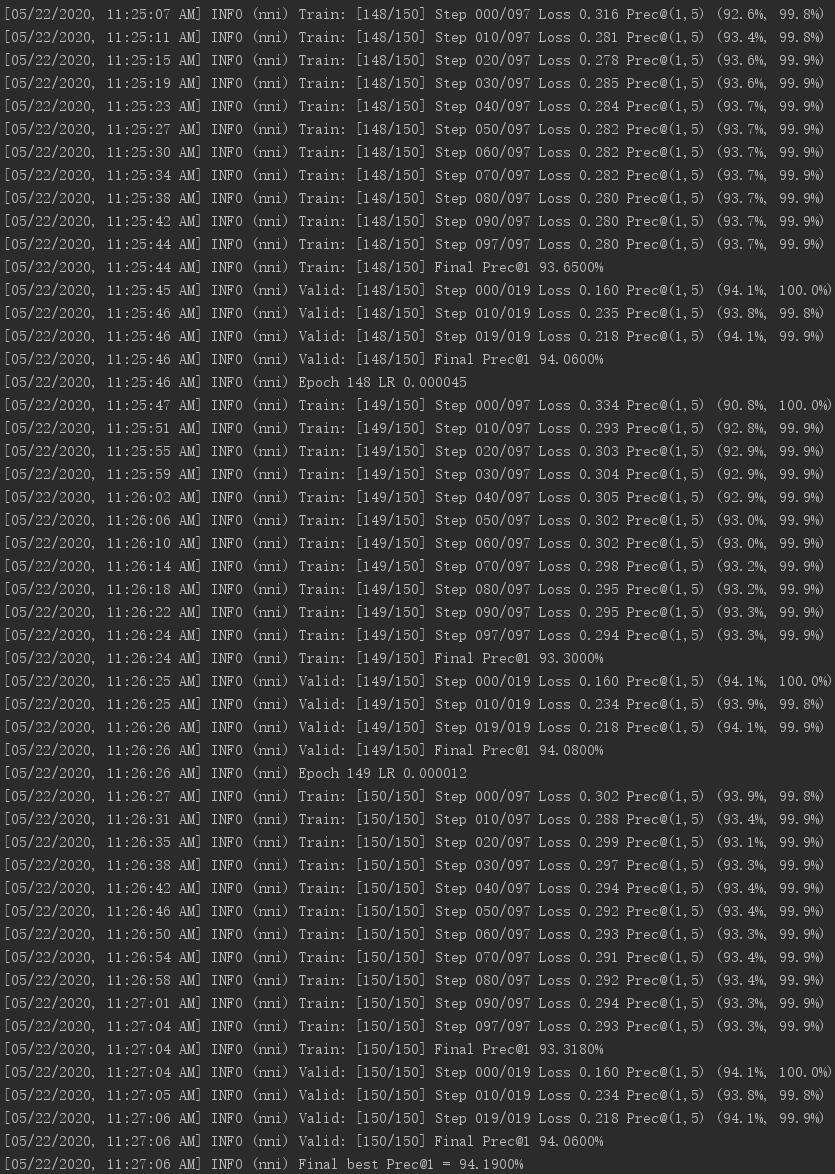 [05/22/2020, 11:25:07 AM] INFO (nni) Train: [148/150] Step 000/097 Loss 0.316 Prec@(1,5) (92.6%, 99.8%)
[05/22/2020, 11:25:11 AM] INFO (nni) Train: [148/150] Step 010/097 Loss 0.281 Prec@(1,5) (93.4%, 99.9%)
[05/22/2020, 11:25:15 AM] INFO (nni) Train: [148/150] Step 020/097 Loss 0.278 Prec@(1,5) (93.6%, 99.9%)
[05/22/2020, 11:25:19 AM] INFO (nni) Train: [148/150] Step 030/097 Loss 0.285 Prec@(1,5) (93.6%, 99.9%)
[05/22/2020, 11:25:23 AM] INFO (nni) Train: [148/150] Step 040/097 Loss 0.284 Prec@(1,5) (93.7%, 99.9%)
[05/22/2020, 11:25:27 AM] INFO (nni) Train: [148/150] Step 050/097 Loss 0.282 Prec@(1,5) (93.7%, 99.9%)
[05/22/2020, 11:25:30 AM] INFO (nni) Train: [148/150] Step 060/097 Loss 0.282 Prec@(1,5) (93.7%, 99.9%)
[05/22/2020, 11:25:34 AM] INFO (nni) Train: [148/150] Step 070/097 Loss 0.282 Prec@(1,5) (93.7%, 99.9%)
[05/22/2020, 11:25:38 AM] INFO (nni) Train: [148/150] Step 080/097 Loss 0.280 Prec@(1,5) (93.7%, 99.9%)
[05/22/2020, 11:25:42 AM] INFO (nni) Train: [148/150] Step 090/097 Loss 0.280 Prec@(1,5) (93.7%, 99.9%)
[05/22/2020, 11:25:44 AM] INFO (nni) Train: [148/150] Step 097/097 Loss 0.280 Prec@(1,5) (93.7%, 99.9%)
[05/22/2020, 11:25:44 AM] INFO (nni) Train: [148/150] Final Prec@1 93.6500%
[05/22/2020, 11:25:45 AM] INFO (nni) Valid: [148/150] Step 000/019 Loss 0.160 Prec@(1,5) (94.1%, 100.0%)
[05/22/2020, 11:25:46 AM] INFO (nni) Valid: [148/150] Step 010/019 Loss 0.235 Prec@(1,5) (93.8%, 99.8%)
[05/22/2020, 11:25:46 AM] INFO (nni) Valid: [148/150] Step 019/019 Loss 0.218 Prec@(1,5) (94.1%, 99.9%)
[05/22/2020, 11:25:46 AM] INFO (nni) Valid: [148/150] Final Prec@1 94.0600%
[05/22/2020, 11:25:46 AM] INFO (nni) Epoch 148 LR 0.000045
[05/22/2020, 11:25:47 AM] INFO (nni) Train: [149/150] Step 000/097 Loss 0.334 Prec@(1,5) (90.8%, 100.0%)
[05/22/2020, 11:25:51 AM] INFO (nni) Train: [149/150] Step 010/097 Loss 0.293 Prec@(1,5) (92.8%, 99.9%)
[05/22/2020, 11:25:55 AM] INFO (nni) Train: [149/150] Step 020/097 Loss 0.303 Prec@(1,5) (92.9%, 99.9%)
[05/22/2020, 11:25:59 AM] INFO (nni) Train: [149/150] Step 030/097 Loss 0.304 Prec@(1,5) (92.9%, 99.9%)
[05/22/2020, 11:26:02 AM] INFO (nni) Train: [149/150] Step 040/097 Loss 0.305 Prec@(1,5) (92.9%, 99.9%)
[05/22/2020, 11:26:06 AM] INFO (nni) Train: [149/150] Step 050/097 Loss 0.302 Prec@(1,5) (93.0%, 99.9%)
[05/22/2020, 11:26:10 AM] INFO (nni) Train: [149/150] Step 060/097 Loss 0.302 Prec@(1,5) (93.0%, 99.9%)
[05/22/2020, 11:26:14 AM] INFO (nni) Train: [149/150] Step 070/097 Loss 0.298 Prec@(1,5) (93.2%, 99.9%)
[05/22/2020, 11:26:18 AM] INFO (nni) Train: [149/150] Step 080/097 Loss 0.295 Prec@(1,5) (93.2%, 99.9%)
[05/22/2020, 11:26:22 AM] INFO (nni) Train: [149/150] Step 090/097 Loss 0.295 Prec@(1,5) (93.3%, 99.9%)
[05/22/2020, 11:26:24 AM] INFO (nni) Train: [149/150] Step 097/097 Loss 0.294 Prec@(1,5) (93.3%, 99.9%)
[05/22/2020, 11:26:24 AM] INFO (nni) Train: [149/150] Final Prec@1 93.3000%
[05/22/2020, 11:26:25 AM] INFO (nni) Valid: [149/150] Step 000/019 Loss 0.160 Prec@(1,5) (94.1%, 100.0%)
[05/22/2020, 11:26:25 AM] INFO (nni) Valid: [149/150] Step 010/019 Loss 0.234 Prec@(1,5) (93.9%, 99.8%)
[05/22/2020, 11:26:26 AM] INFO (nni) Valid: [149/150] Step 019/019 Loss 0.218 Prec@(1,5) (94.1%, 99.9%)
[05/22/2020, 11:26:26 AM] INFO (nni) Valid: [149/150] Final Prec@1 94.0800%
[05/22/2020, 11:26:26 AM] INFO (nni) Epoch 149 LR 0.000012
[05/22/2020, 11:26:27 AM] INFO (nni) Train: [150/150] Step 000/097 Loss 0.302 Prec@(1,5) (93.9%, 99.8%)
[05/22/2020, 11:26:31 AM] INFO (nni) Train: [150/150] Step 010/097 Loss 0.288 Prec@(1,5) (93.4%, 99.9%)
[05/22/2020, 11:26:35 AM] INFO (nni) Train: [150/150] Step 020/097 Loss 0.299 Prec@(1,5) (93.1%, 99.9%)
[05/22/2020, 11:26:38 AM] INFO (nni) Train: [150/150] Step 030/097 Loss 0.297 Prec@(1,5) (93.3%, 99.9%)
[05/22/2020, 11:26:42 AM] INFO (nni) Train: [150/150] Step 040/097 Loss 0.294 Prec@(1,5) (93.4%, 99.9%)
[05/22/2020, 11:26:46 AM] INFO (nni) Train: [150/150] Step 050/097 Loss 0.292 Prec@(1,5) (93.4%, 99.9%)
[05/22/2020, 11:26:50 AM] INFO (nni) Train: [150/150] Step 060/097 Loss 0.293 Prec@(1,5) (93.3%, 99.9%)
[05/22/2020, 11:26:54 AM] INFO (nni) Train: [150/150] Step 070/097 Loss 0.291 Prec@(1,5) (93.4%, 99.9%)
[05/22/2020, 11:26:58 AM] INFO (nni) Train: [150/150] Step 080/097 Loss 0.292 Prec@(1,5) (93.4%, 99.9%)
[05/22/2020, 11:27:01 AM] INFO (nni) Train: [150/150] Step 090/097 Loss 0.294 Prec@(1,5) (93.3%, 99.9%)
[05/22/2020, 11:27:04 AM] INFO (nni) Train: [150/150] Step 097/097 Loss 0.293 Prec@(1,5) (93.3%, 99.9%)
[05/22/2020, 11:27:04 AM] INFO (nni) Train: [150/150] Final Prec@1 93.3180%
[05/22/2020, 11:27:04 AM] INFO (nni) Valid: [150/150] Step 000/019 Loss 0.160 Prec@(1,5) (94.1%, 100.0%)
[05/22/2020, 11:27:05 AM] INFO (nni) Valid: [150/150] Step 010/019 Loss 0.234 Prec@(1,5) (93.8%, 99.8%)
[05/22/2020, 11:27:06 AM] INFO (nni) Valid: [150/150] Step 019/019 Loss 0.218 Prec@(1,5) (94.1%, 99.9%)
[05/22/2020, 11:27:06 AM] INFO (nni) Valid: [150/150] Final Prec@1 94.0600%
[05/22/2020, 11:27:06 AM] INFO (nni) Final best Prec@1 = 94.1900%